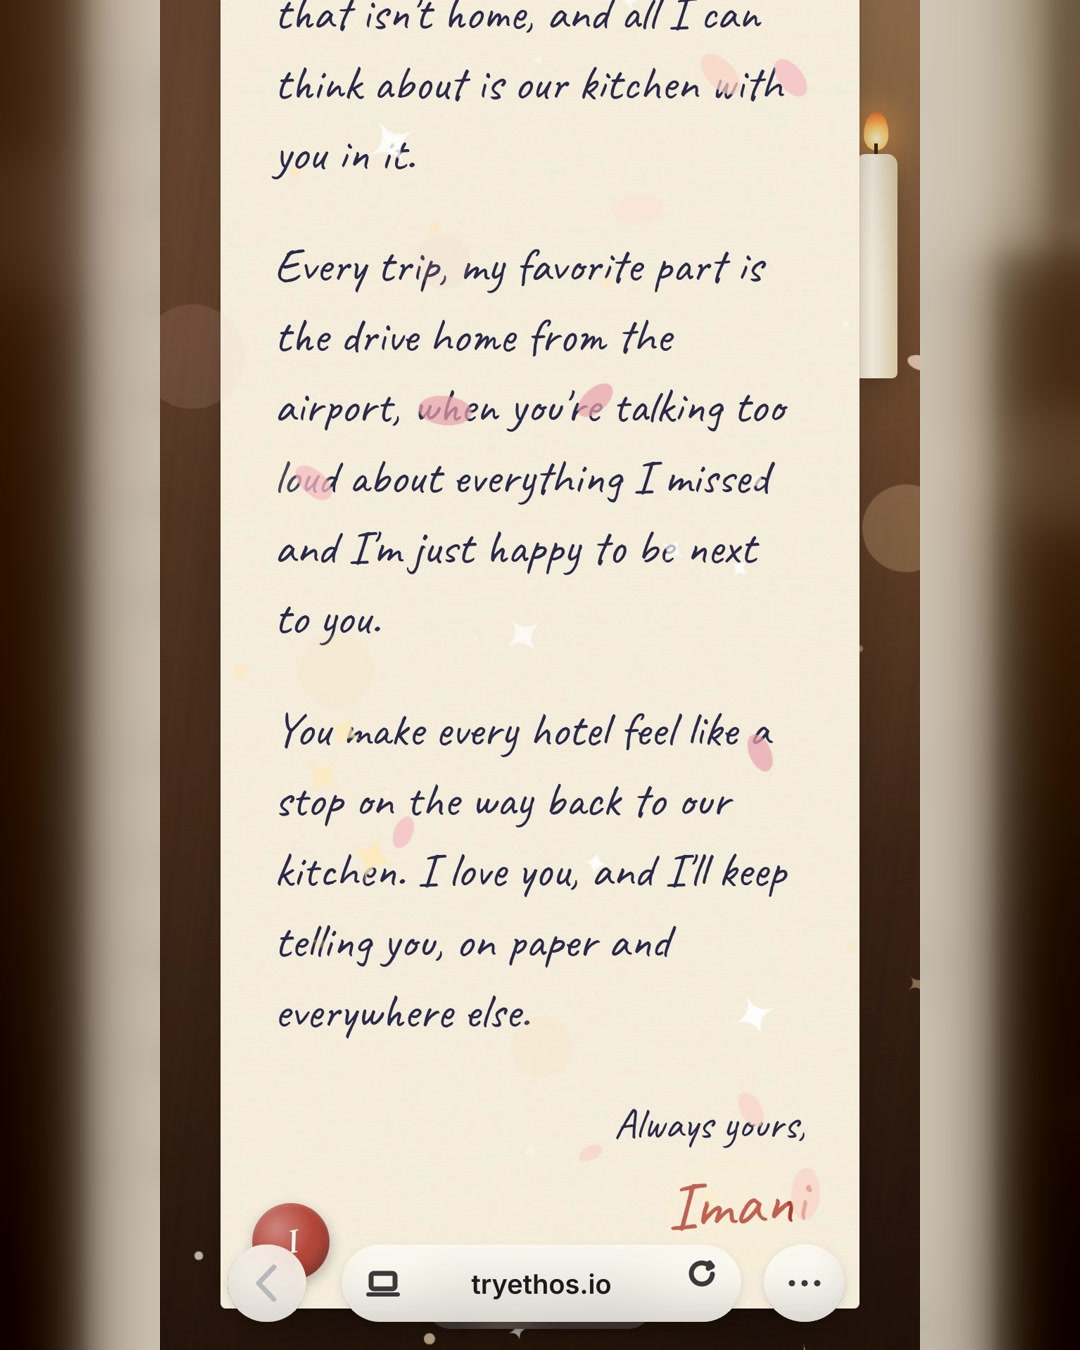 that isn't home, and all I can
think about is our kitchen with
you in it.
Every trip, my favorite part is
the drive home from the
airport, when you're talking too
loud about everything I missed
and I'm just happy to be next
to you.
You make every hotel feel like a
stop on the way back to our
kitchen. I love you, and I'll keep
telling you, on paper and
everywhere else.
Always yours,
Imani
I
tryethos.io